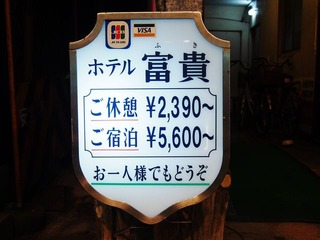 JCB VISA
ふき
ホテル 富貴
ご休憩 ¥2,390～
ご宿泊 ¥5,600～
お一人様でもどうぞ